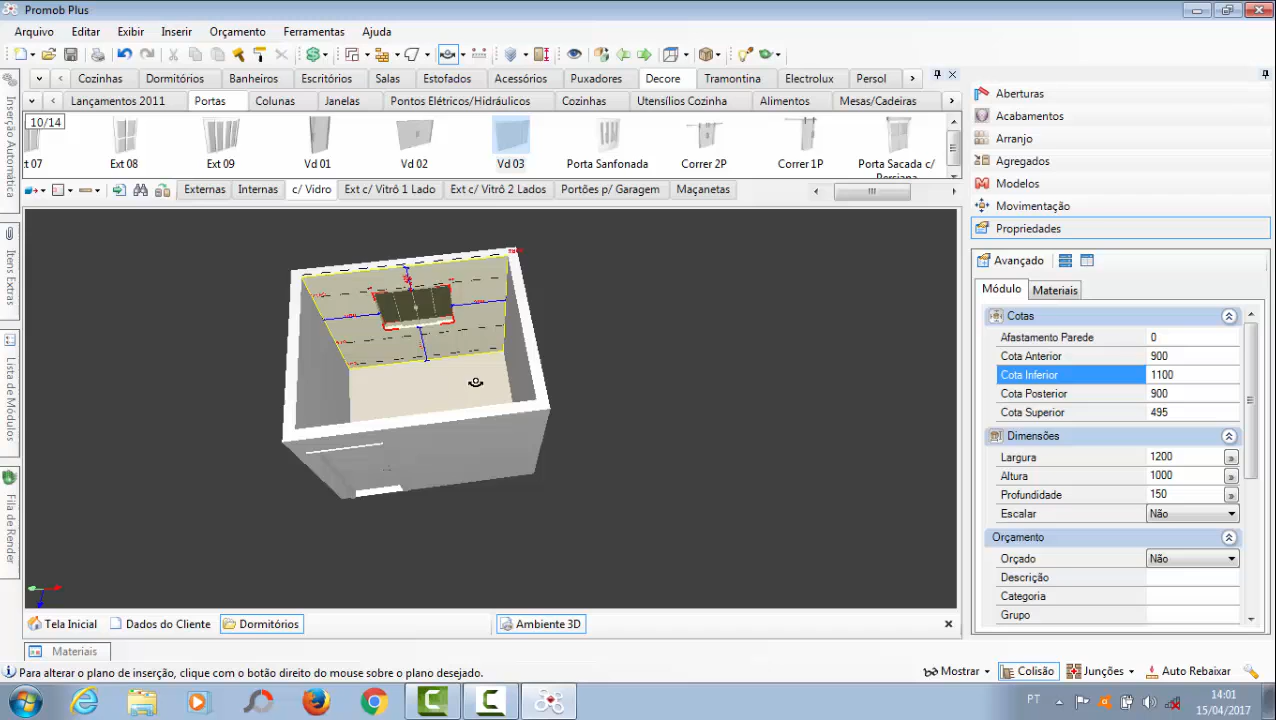 Promob Plus
Arquivo Editar Exibir Inserir Orçamento Ferramentas Ajuda
Cozinhas Dormitórios Banheiros Escritórios Salas Estofados Acessórios Puxadores Decore Tramontina Electrolux Persol
Lançamentos 2011 Portas Colunas Janelas Pontos Elétricos/Hidráulicos Cozinhas Utensílios Cozinha Alimentos Mesas/Cadeiras
10/14
xt 07 Ext 08 Ext 09 Vd 01 Vd 02 Vd 03 Porta Sanfonada Correr 2P Correr 1P Porta Sacada c/
Persiana
Externas Internas c/ Vidro Ext c/ Vitrô 1 Lado Ext c/ Vitrô 2 Lados Portões p/ Garagem Maçanetas
Inserção Automática
Itens Extras
Lista de Módulos
Fila de Render
Aberturas
Acabamentos
Arranjo
Agregados
Modelos
Movimentação
Propriedades
Avançado
Módulo Materiais
Cotas
Afastamento Parede 0
Cota Anterior 900
Cota Inferior 1100
Cota Posterior 900
Cota Superior 495
Dimensões
Largura 1200
Altura 1000
Profundidade 150
Escalar Não
Orçamento
Orçado Não
Descrição
Categoria
Grupo
Tela Inicial Dados do Cliente Dormitórios Ambiente 3D
Materiais
Para alterar o plano de inserção, clique com o botão direito do mouse sobre o plano desejado.
Mostrar Colisão Junções Auto Rebaixar
PT
14:01
15/04/2017